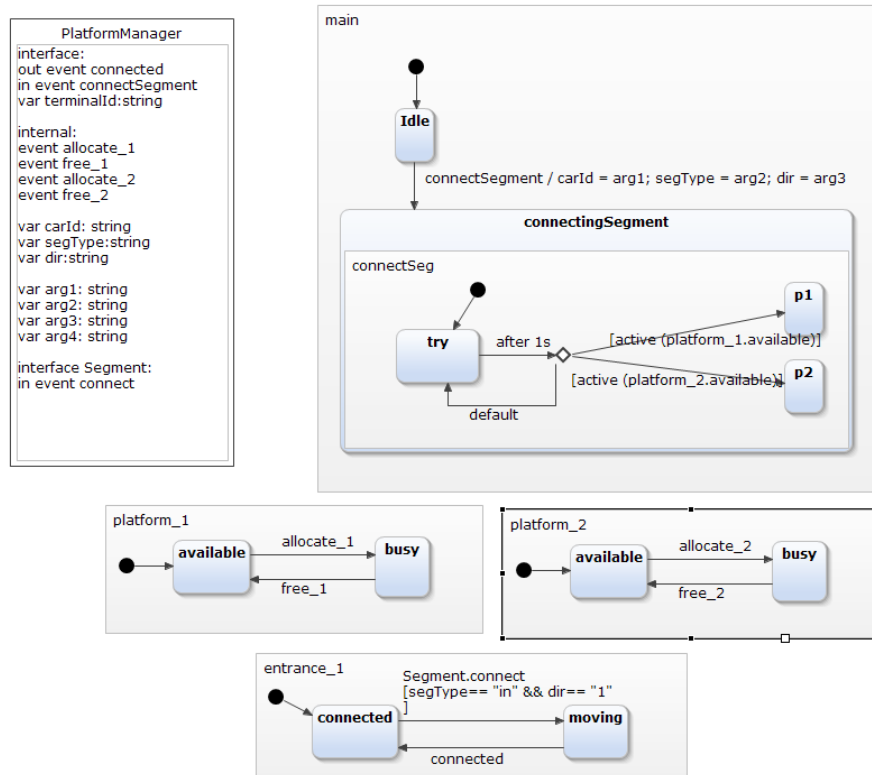 PlatformManager
interface:
out event connected
in event connectSegment
var terminalId:string
internal:
event allocate_1
event free_1
event allocate_2
event free_2
var carId: string
var segType:string
var dir:string
var arg1: string
var arg2: string
var arg3: string
var arg4: string
interface Segment:
in event connect
main
Idle
connectSegment / carId = arg1; segType = arg2; dir = arg3
connectingSegment
connectSeg
p1
try
after 1s
[active (platform_1.available)]
p2
[active (platform_2.available)]
default
platform_1
available
allocate_1
busy
free_1
platform_2
available
allocate_2
busy
free_2
entrance_1
Segment.connect
[segType== "in" && dir== "1"
]
connected
moving
connected